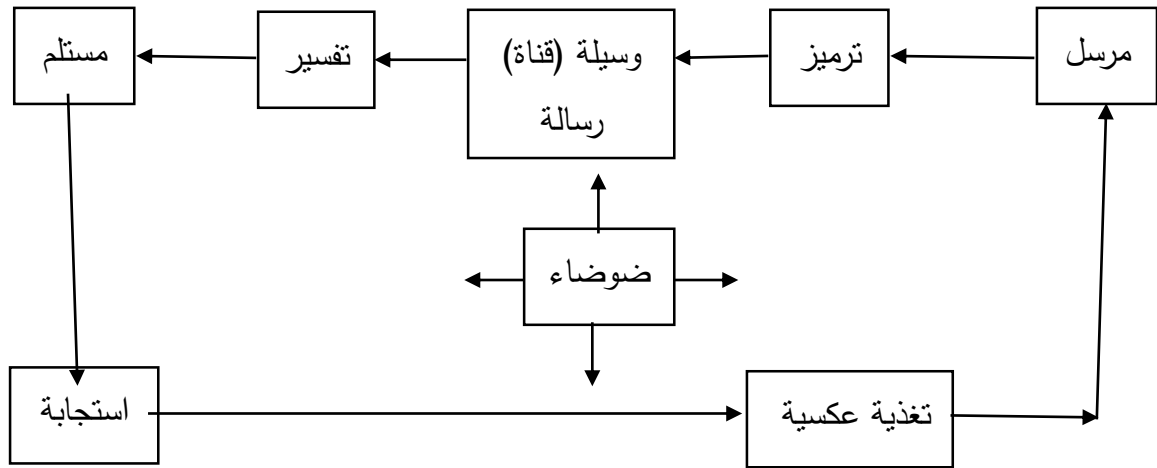 مرسل
ترميز
وسيلة (قناة)
رسالة
تفسير
مستلم
ضوضاء
تغذية عكسية
استجابة